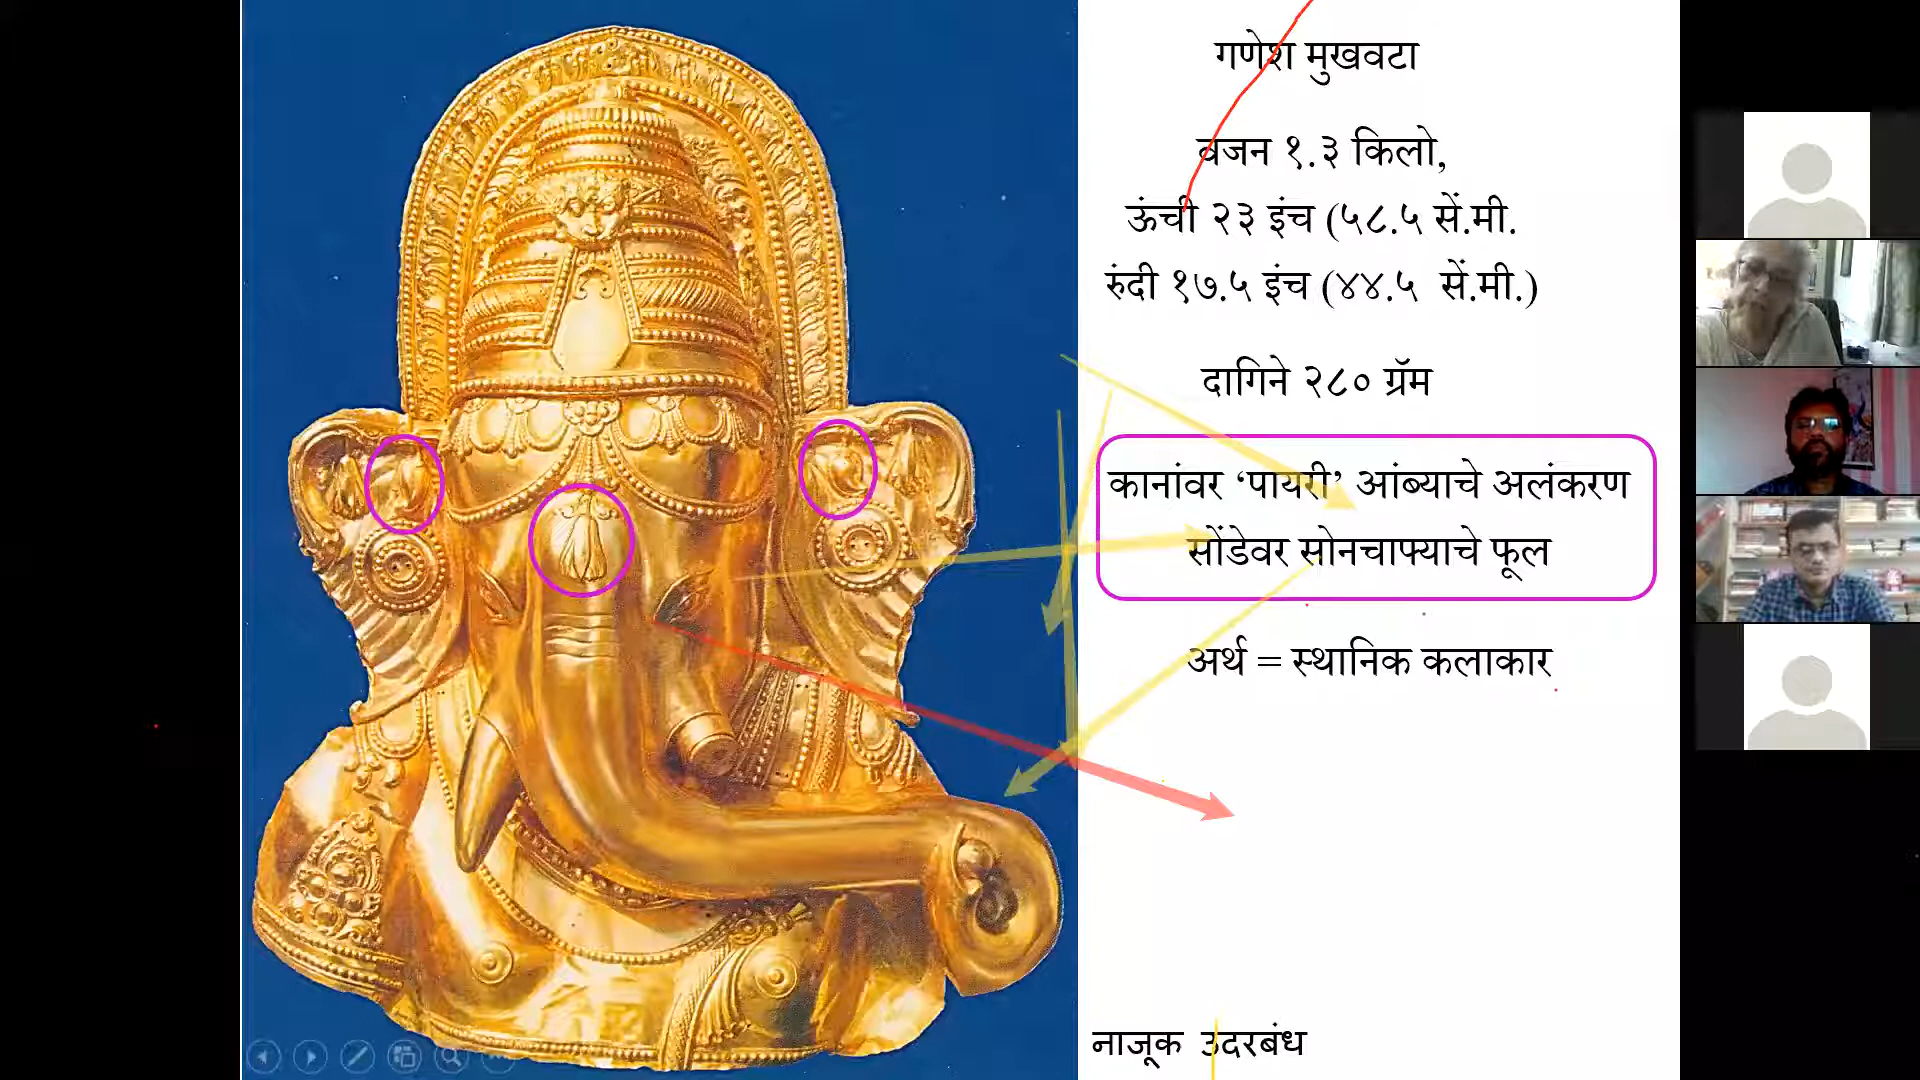 गणेश मुखवटा
वजन १.३ किलो,
ऊंची २३ इंच (५८.५ सें.मी.
रुंदी १७.५ इंच (४४.५ सें.मी.)
दागिने २८० ग्रॅम
कानांवर ‘पायरी’ आंब्याचे अलंकरण
सोंडेवर सोनचाफ्याचे फूल
अर्थ = स्थानिक कलाकार
नाजूक उदरबंध